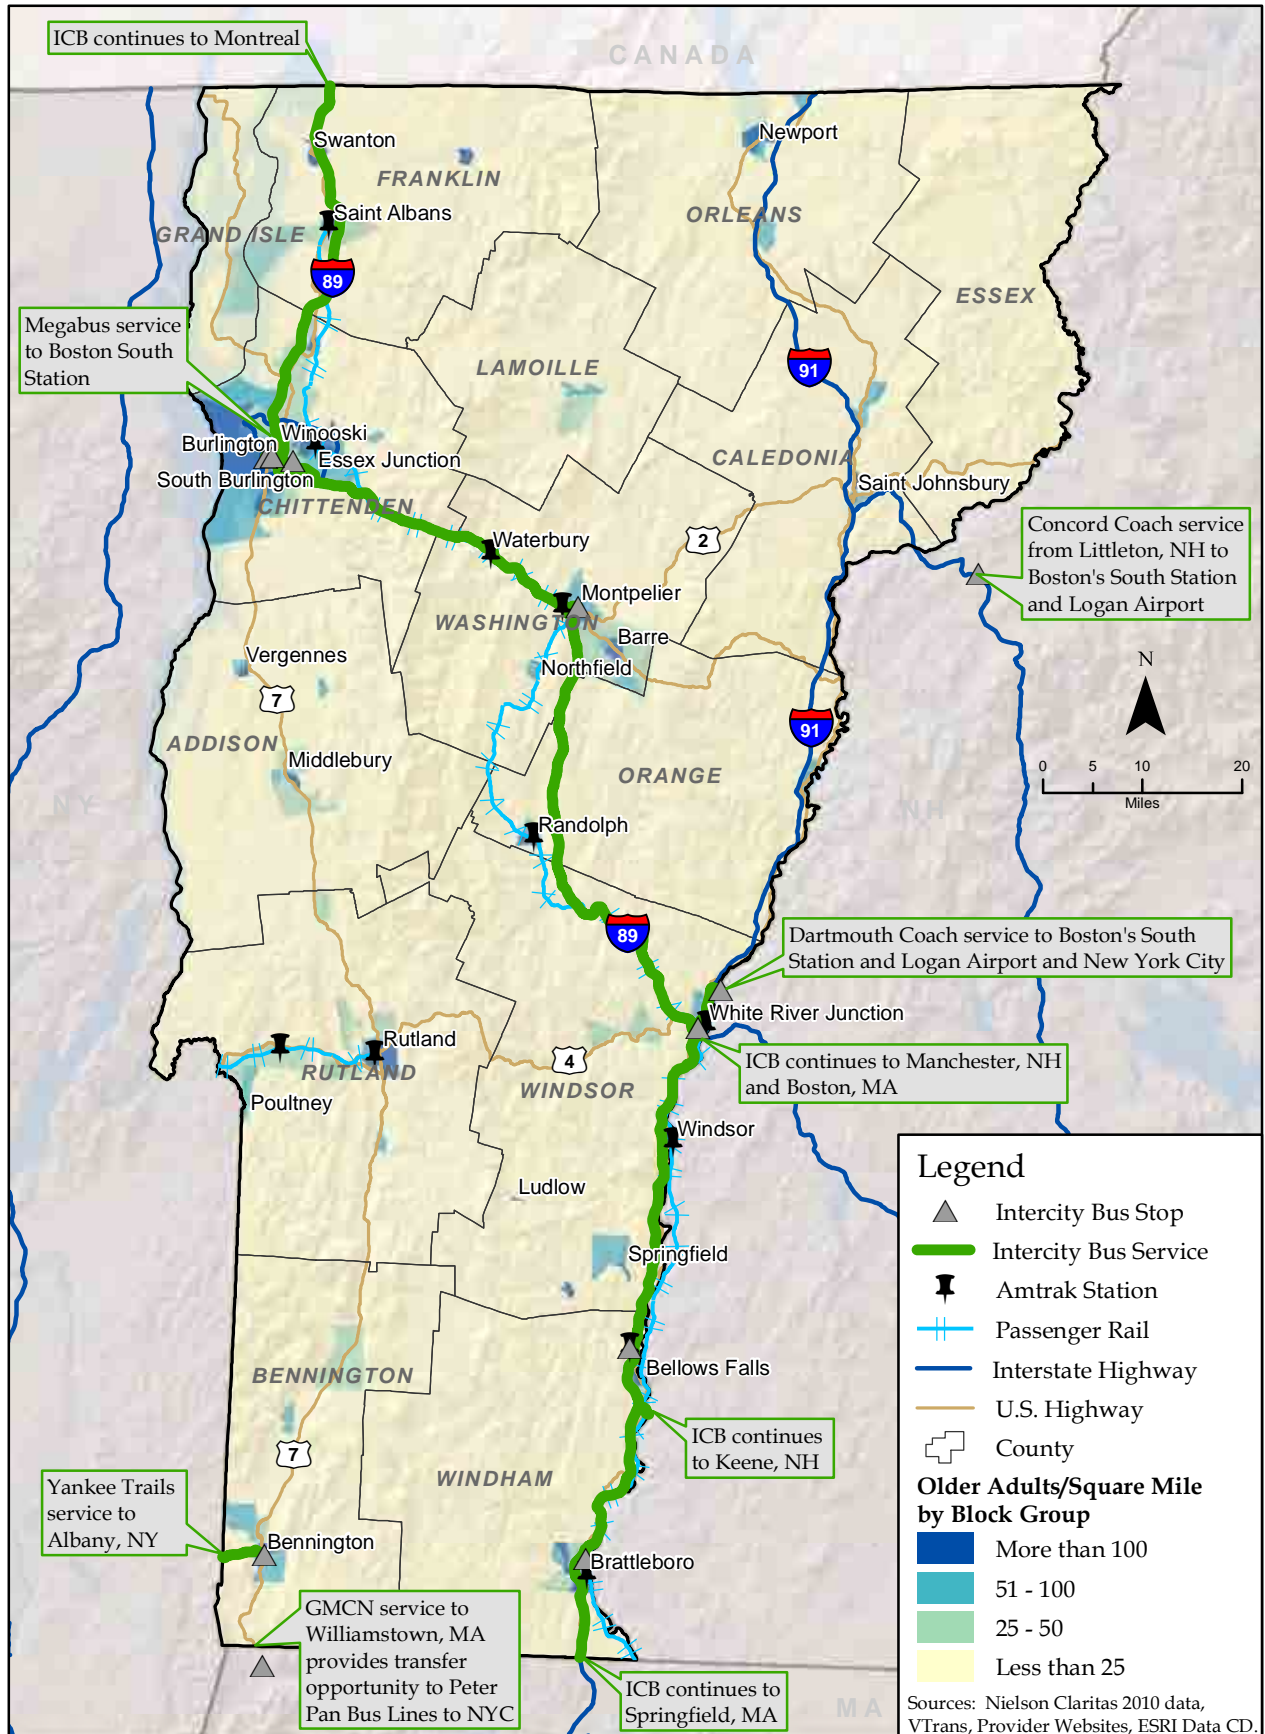 ICB continues to Montreal
CANADA
Swanton
Newport
FRANKLIN
Saint Albans
ORLEANS
GRAND ISLE
89
ESSEX
Megabus service
to Boston South
Station
LAMOILLE
91
Winooski
Burlington
Essex Junction
South Burlington
CHITTENDEN
CALEDONIA
Saint Johnsbury
Concord Coach service
from Littleton, NH to
Boston's South Station
and Logan Airport
Waterbury
2
Montpelier
WASHINGTON
Barre
Northfield
Vergennes
7
N
ADDISON
Middlebury
91
ORANGE
0 5 10 20
Miles
NY
NH
Randolph
89
Dartmouth Coach service to Boston's South
Station and Logan Airport and New York City
White River Junction
Rutland
RUTLAND
4
ICB continues to Manchester, NH
and Boston, MA
WINDSOR
Poultney
Windsor
Ludlow
Springfield
Bellows Falls
BENNINGTON
ICB continues
to Keene, NH
7
WINDHAM
Yankee Trails
service to
Albany, NY
Bennington
Brattleboro
GMCN service to
Williamstown, MA
provides transfer
opportunity to Peter
Pan Bus Lines to NYC
ICB continues to
Springfield, MA
MA
Legend
Intercity Bus Stop
Intercity Bus Service
Amtrak Station
Passenger Rail
Interstate Highway
U.S. Highway
County
Older Adults/Square Mile
by Block Group
More than 100
51 - 100
25 - 50
Less than 25
Sources: Nielson Claritas 2010 data,
VTrans, Provider Websites, ESRI Data CD.